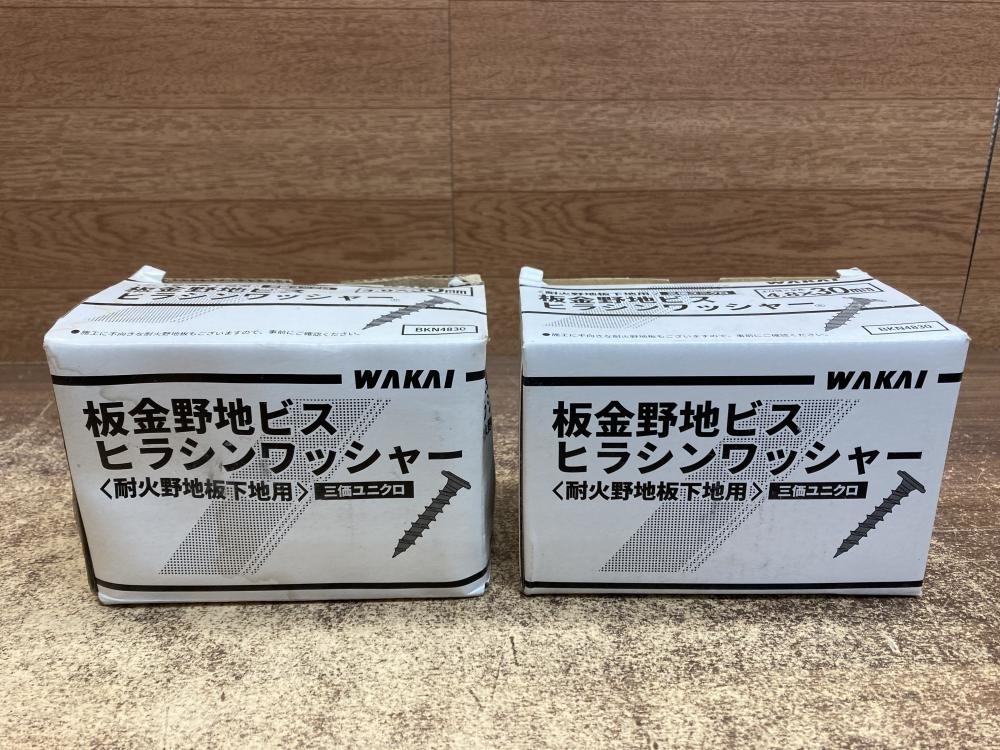 板金野地ビス
ヒラシンワッシャー®
●施工に不向きな耐火野地板もございますので、事前にご確認ください。
BKN4830
WAKAI
板金野地ビス
ヒラシンワッシャー
〈耐火野地板下地用〉 三価ユニクロ
耐火野地板下地用
板金野地ビス
4.8×30mm
ヒラシンワッシャー®
●施工に不向きな耐火野地板もございますので、事前にご確認ください。
BKN4830
WAKAI
板金野地ビス
ヒラシンワッシャー
〈耐火野地板下地用〉 三価ユニクロ